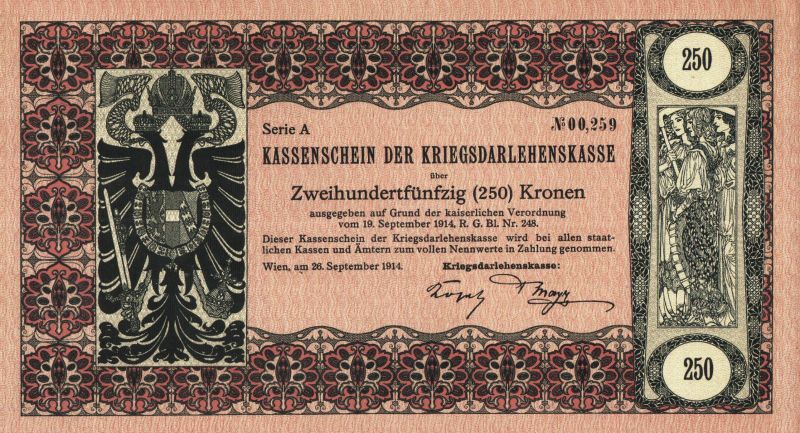 250
Serie A № 00,259
KASSENSCHEIN DER KRIEGSDARLEHENSKASSE
über
Zweihundertfünfzig (250) Kronen
ausgegeben auf Grund der kaiserlichen Verordnung
vom 19. September 1914, R. G. Bl. Nr. 248.
Dieser Kassenschein der Kriegsdarlehenskasse wird bei allen staat-
lichen Kassen und Ämtern zum vollen Nennwerte in Zahlung genommen.
Wien, am 26. September 1914. Kriegsdarlehenskasse:
250